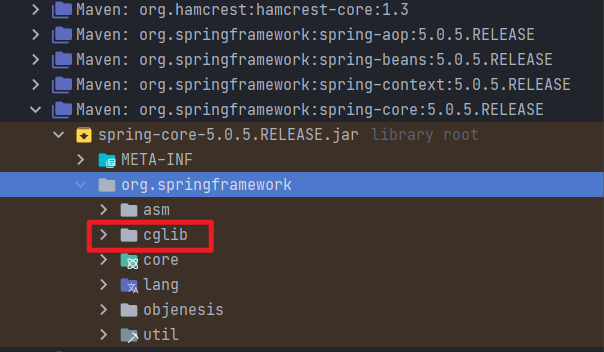 Maven: org.hamcrest:hamcrest-core:1.3
Maven: org.springframework:spring-aop:5.0.5.RELEASE
Maven: org.springframework:spring-beans:5.0.5.RELEASE
Maven: org.springframework:spring-context:5.0.5.RELEASE
Maven: org.springframework:spring-core:5.0.5.RELEASE
spring-core-5.0.5.RELEASE.jar library root
META-INF
org.springframework
asm
cglib
core
lang
objenesis
util